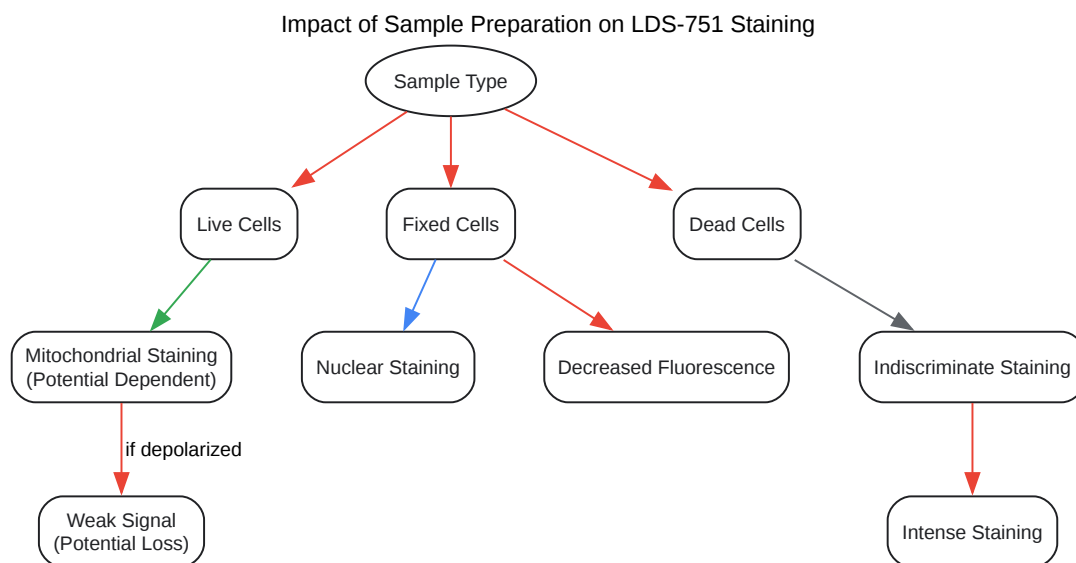 Impact of Sample Preparation on LDS-751 Staining
Sample Type
Live Cells
Fixed Cells
Dead Cells
Mitochondrial Staining
(Potential Dependent)
Nuclear Staining
Decreased Fluorescence
Indiscriminate Staining
if depolarized
Weak Signal
(Potential Loss)
Intense Staining